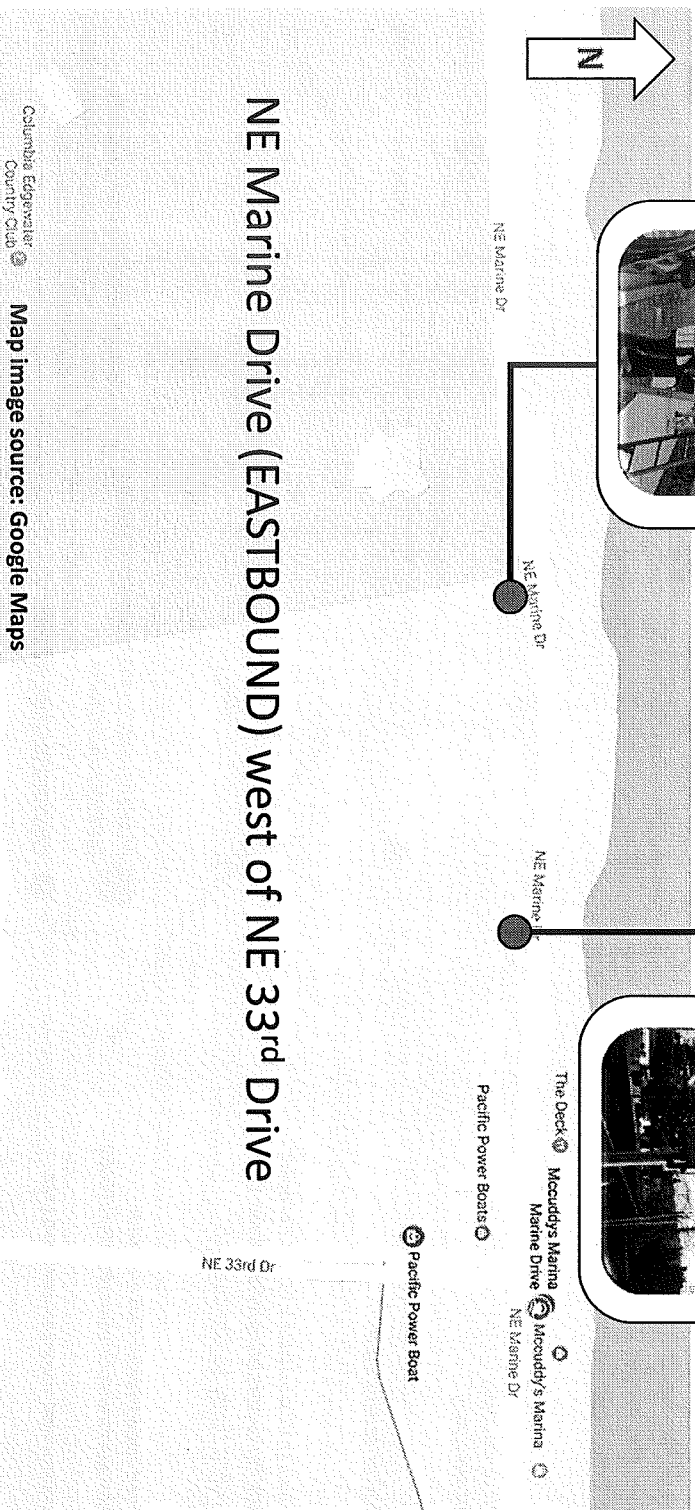 N
NE Marine Dr
NE Marine Dr
NE Marine Dr
The Deck
Mccuddys Marina
Marine Drive
Mccuddy's Marina
NE Marine Dr
Pacific Power Boats
Pacific Power Boat
NE 33rd Dr
NE Marine Drive (EASTBOUND) west of NE 33rd Drive
Columbia Edgewater
Country Club
Map image source: Google Maps